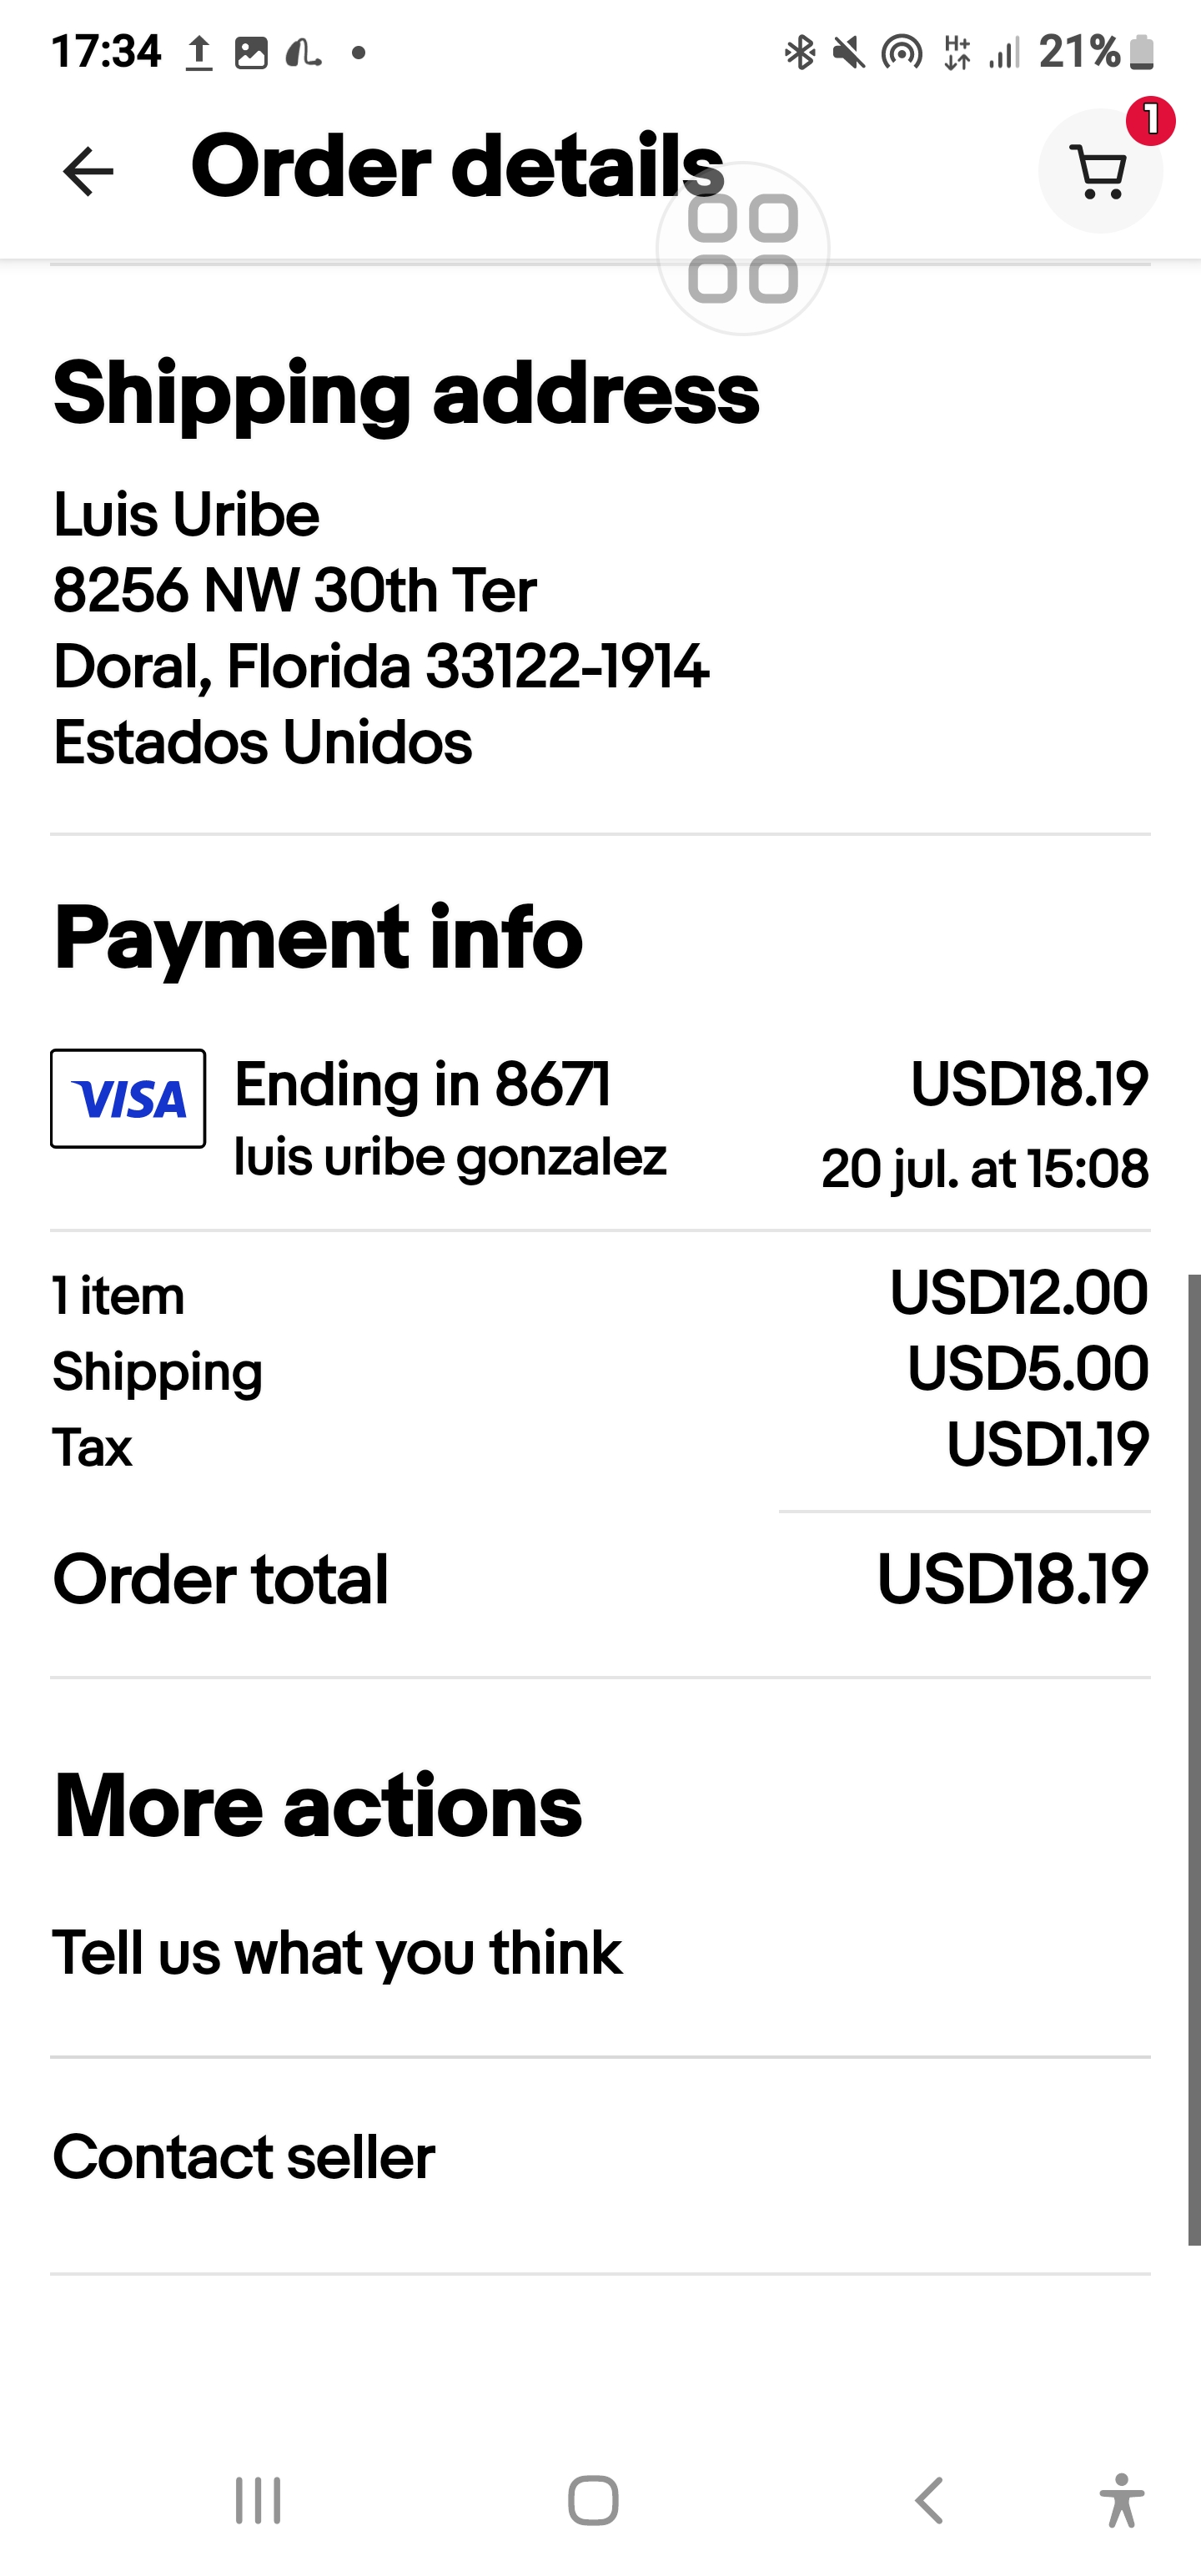 17:34
H+
21%
Order details
1
Shipping address
Luis Uribe
8256 NW 30th Ter
Doral, Florida 33122-1914
Estados Unidos
Payment info
VISA Ending in 8671 USD18.19
luis uribe gonzalez 20 jul. at 15:08
1 item USD12.00
Shipping USD5.00
Tax USD1.19
Order total USD18.19
More actions
Tell us what you think
Contact seller